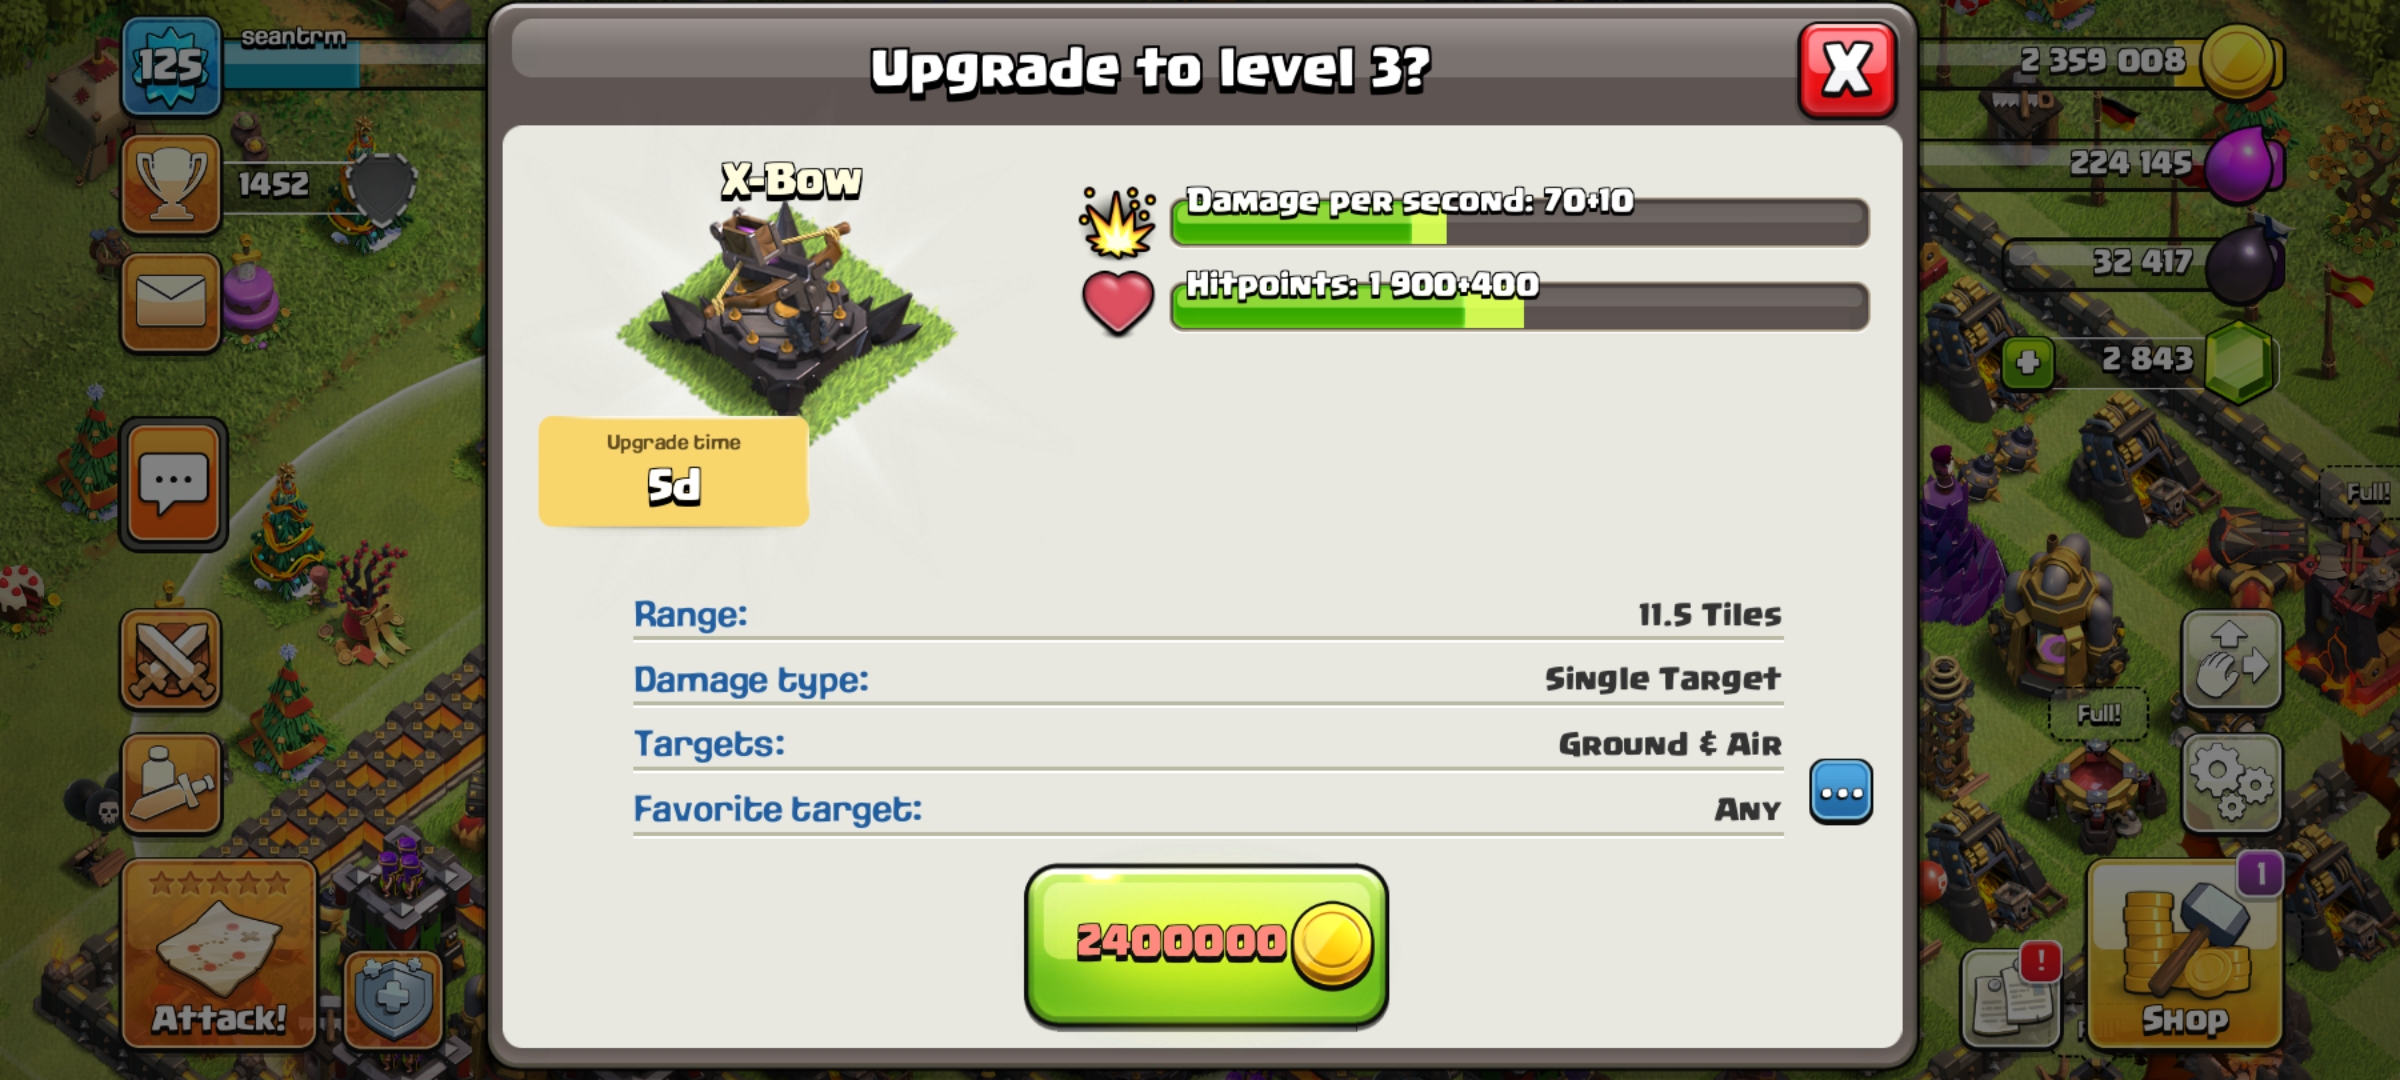 125
seantrm
Upgrade to level 3?
X
2 359 008
1452
X-Bow
Damage per second: 70+10
224 145
Hitpoints: 1 900+400
32 417
2 843
Upgrade time
5d
Full!
Range: 11.5 Tiles
Damage type: Single Target
Full!
Targets: Ground & Air
Favorite target: Any
1
2400000
!
Attack!
Shop